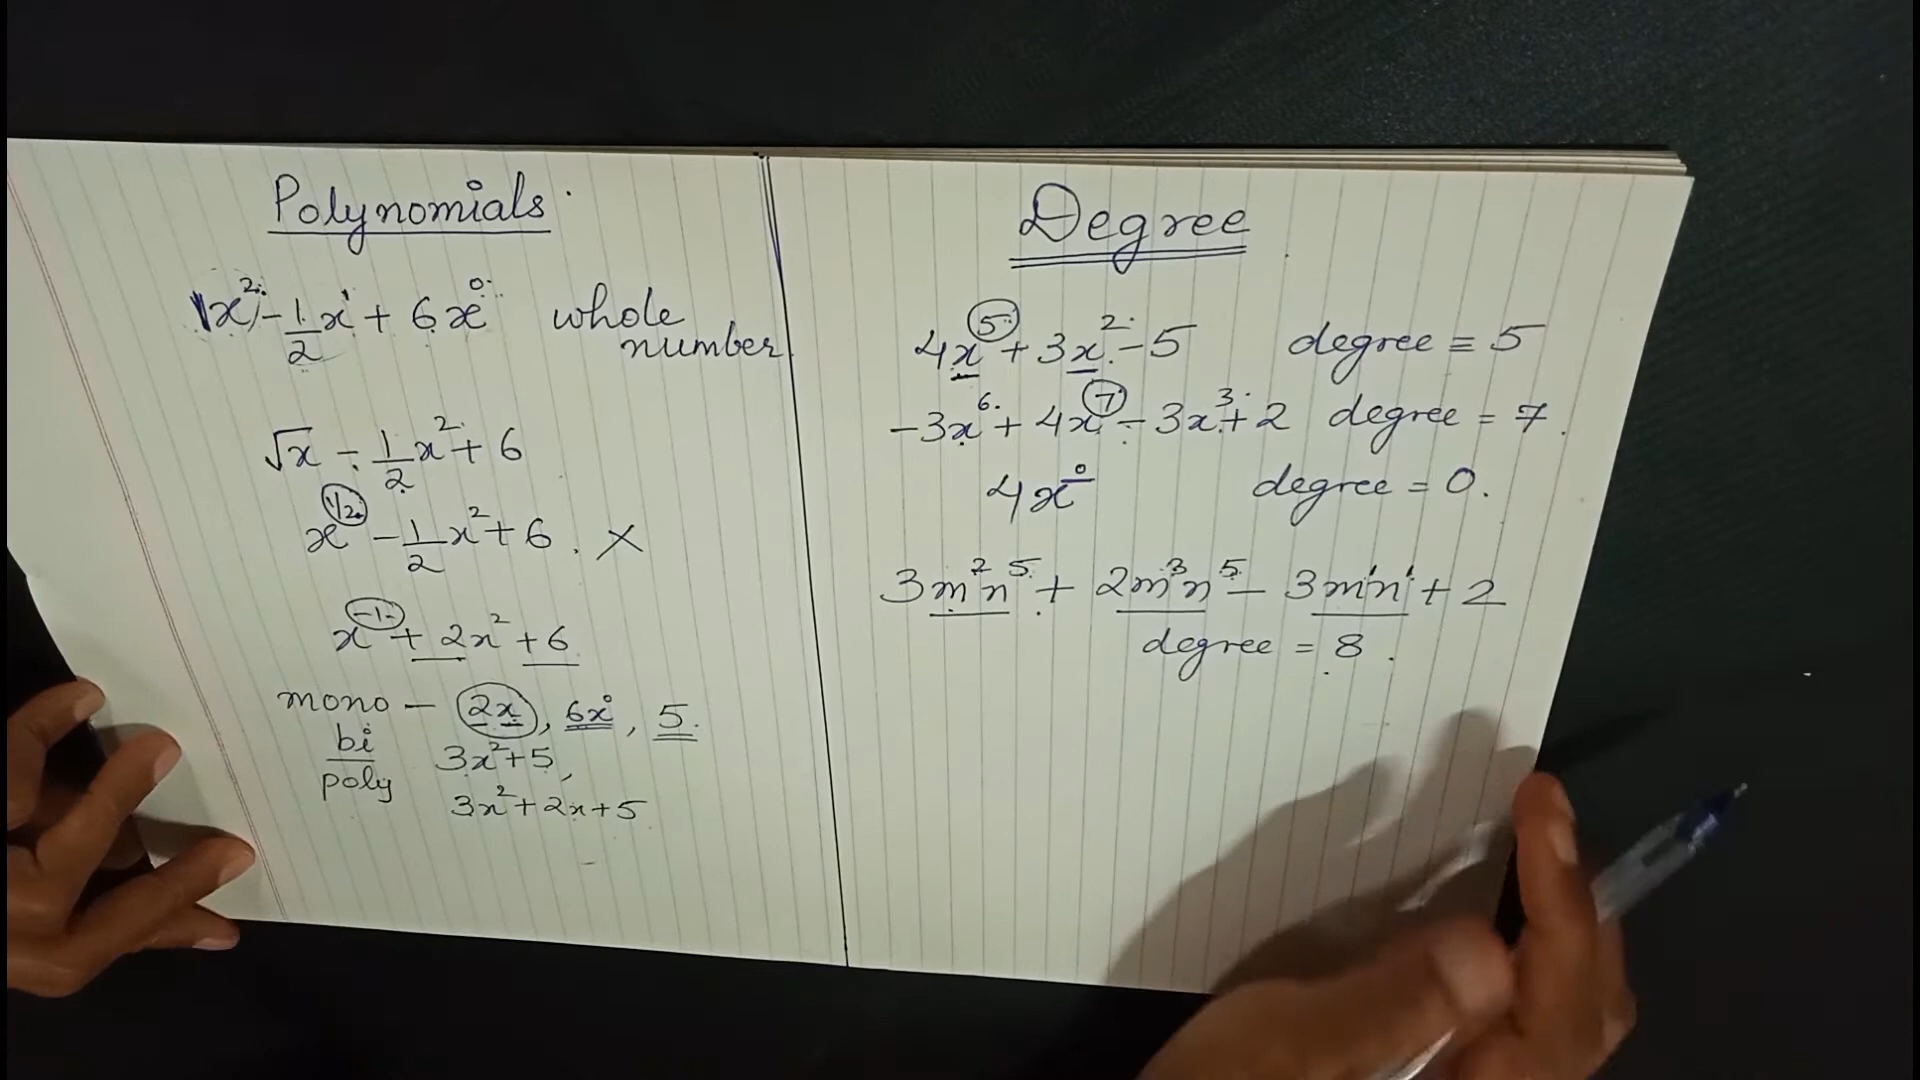 Polynomials
1x² - 1/2 x¹ + 6x⁰ whole number
√x - 1/2 x² + 6
x^(1/2) - 1/2 x² + 6. ×
x⁻¹ + 2x² + 6
mono - 2x, 6x⁰, 5.
bi 3x² + 5,
poly 3x² + 2x + 5
Degree
4x⁵ + 3x² - 5 degree = 5
-3x⁶ + 4x⁷ - 3x³ + 2 degree = 7.
4x⁰ degree = 0.
3m²n⁵ + 2m³n⁵ - 3m¹n¹ + 2
degree = 8.